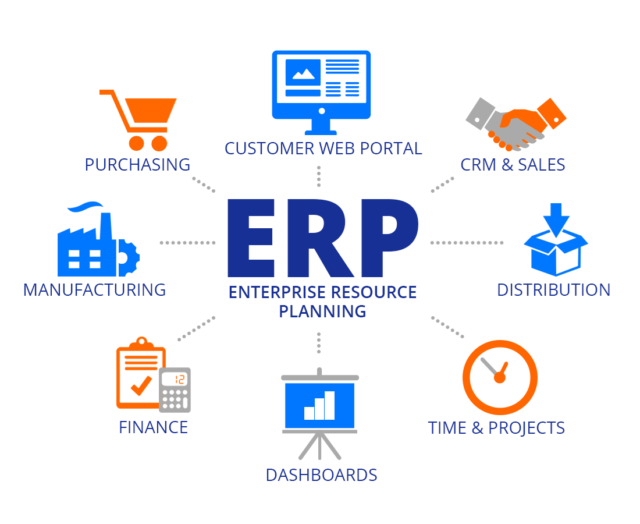 CUSTOMER WEB PORTAL
PURCHASING
CRM & SALES
ERP
ENTERPRISE RESOURCE
PLANNING
MANUFACTURING
DISTRIBUTION
12
FINANCE
TIME & PROJECTS
DASHBOARDS